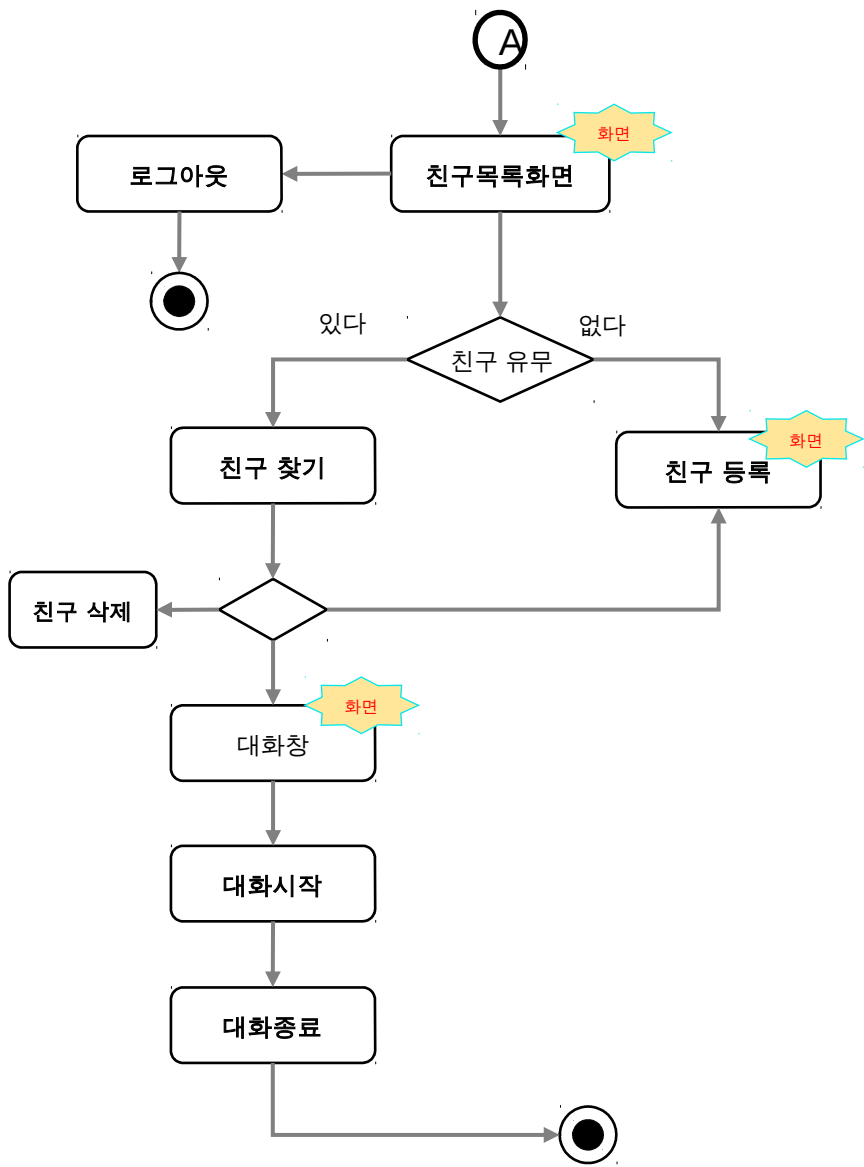 A
화면
로그아웃
친구목록화면
있다
없다
친구 유무
화면
친구 찾기
친구 등록
친구 삭제
화면
대화창
대화시작
대화종료